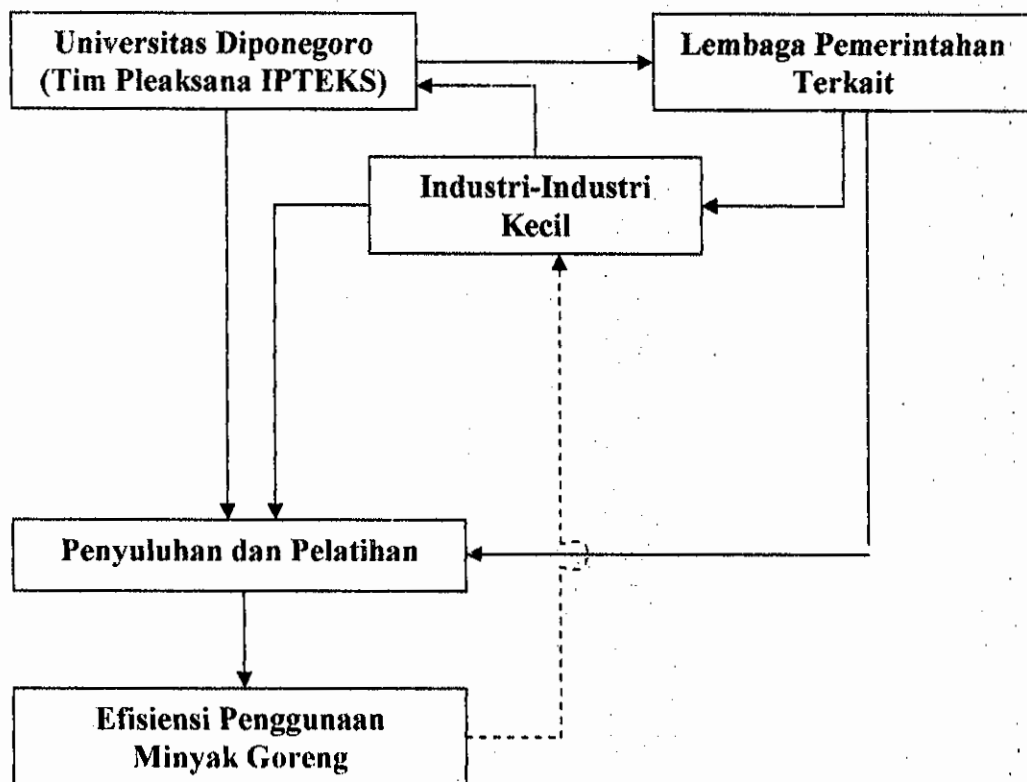 Universitas Diponegoro
(Tim Pleaksana IPTEKS)
Lembaga Pemerintahan
Terkait
Industri-Industri
Kecil
Penyuluhan dan Pelatihan
Efisiensi Penggunaan
Minyak Goreng